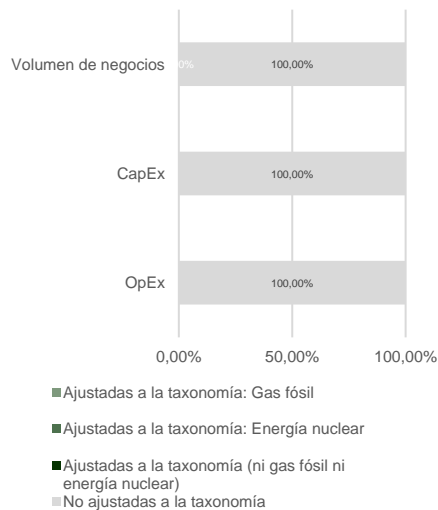 Volumen de negocios
0%
100,00%
CapEx
100,00%
OpEx
100,00%
0,00% 50,00% 100,00%
Ajustadas a la taxonomía: Gas fósil
Ajustadas a la taxonomía: Energía nuclear
Ajustadas a la taxonomía (ni gas fósil ni
energía nuclear)
No ajustadas a la taxonomía